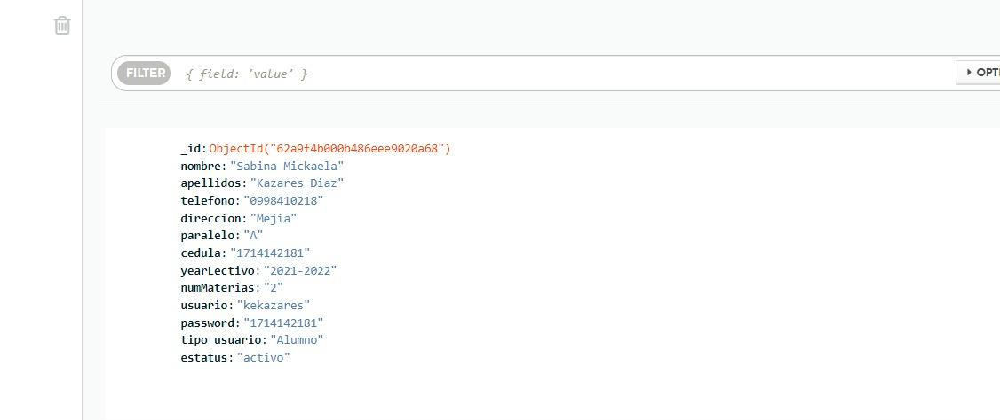 FILTER { field: 'value' }
OPTI
_id: ObjectId("62a9f4b000b486eee9020a68")
nombre: "Sabina Mickaela"
apellidos: "Kazares Diaz"
telefono: "0998410218"
direccion: "Mejia"
paralelo: "A"
cedula: "1714142181"
yearLectivo: "2021-2022"
numMaterias: "2"
usuario: "kekazares"
password: "1714142181"
tipo_usuario: "Alumno"
estatus: "activo"